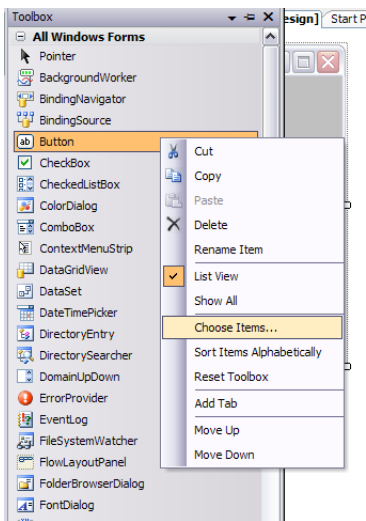 Toolbox
esign] Start P
All Windows Forms
Pointer
BackgroundWorker
BindingNavigator
BindingSource
ab Button
CheckBox
CheckedListBox
ColorDialog
ComboBox
ContextMenuStrip
DataGridView
DataSet
DateTimePicker
DirectoryEntry
DirectorySearcher
DomainUpDown
ErrorProvider
EventLog
FileSystemWatcher
FlowLayoutPanel
FolderBrowserDialog
FontDialog
Cut
Copy
Paste
Delete
Rename Item
List View
Show All
Choose Items...
Sort Items Alphabetically
Reset Toolbox
Add Tab
Move Up
Move Down